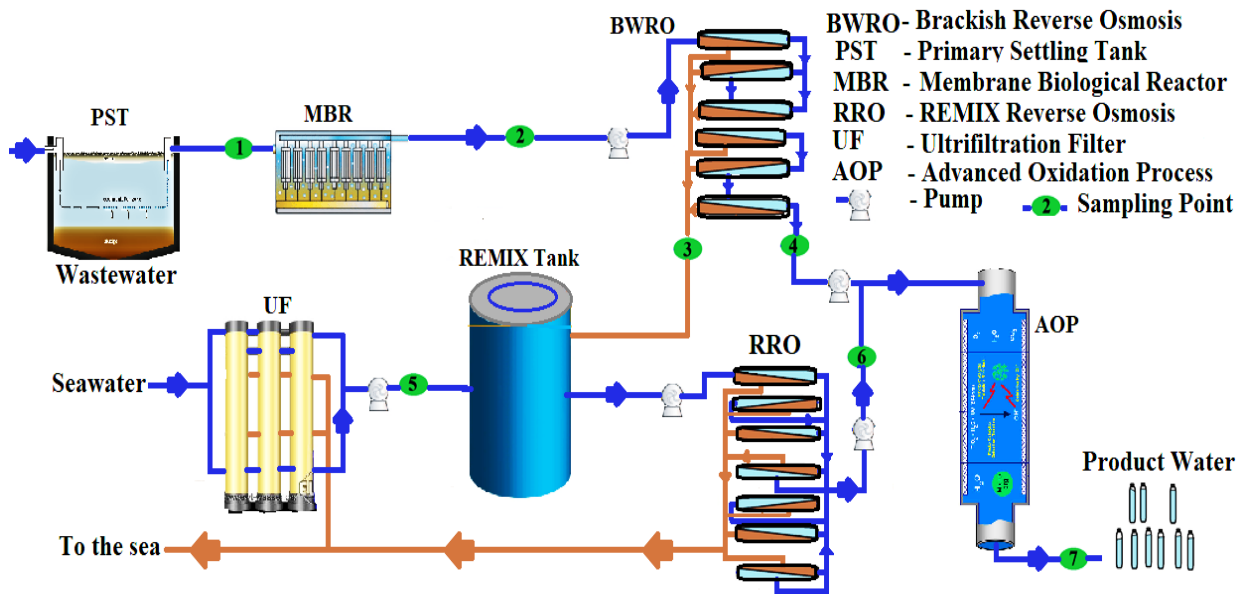 BWRO
BWRO- Brackish Reverse Osmosis
PST - Primary Settling Tank
MBR - Membrane Biological Reactor
RRO - REMIX Reverse Osmosis
UF - Ultrifiltration Filter
AOP - Advanced Oxidation Process
- Pump
2 Sampling Point
PST
MBR
1
2
3
4
Wastewater
REMIX Tank
UF
Seawater
5
RRO
6
AOP
Product Water
To the sea
7